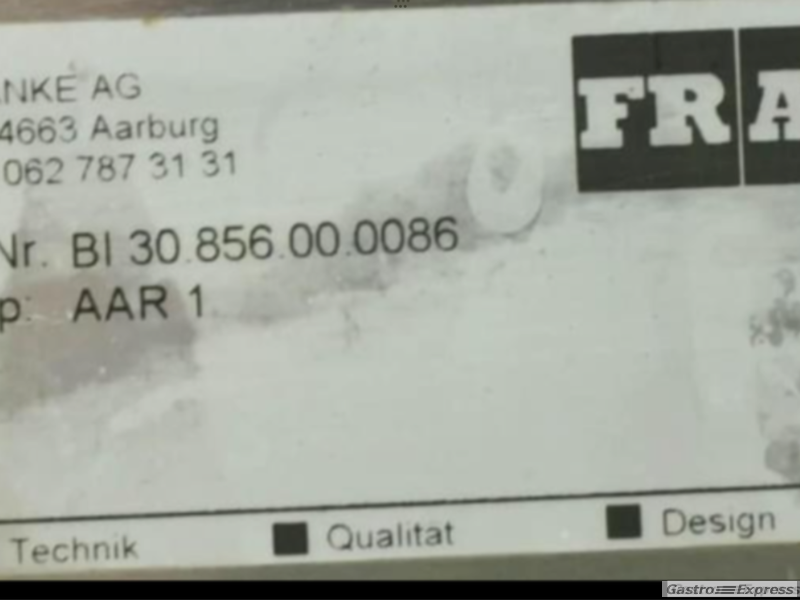 FRA
NKE AG
4663 Aarburg
062 787 31 31
Nr. BI 30.856.00.0086
p: AAR 1
Technik ■ Qualitat ■ Design
Gastro Express